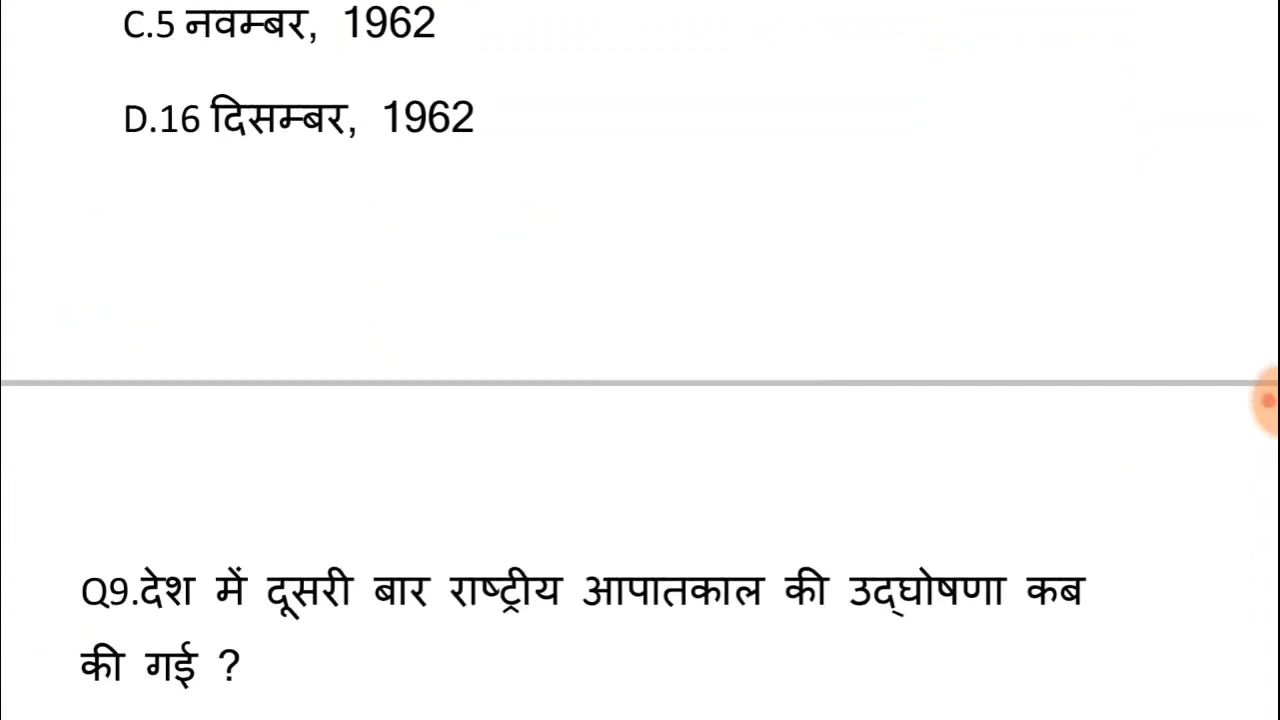 C.5 नवम्बर, 1962
D.16 दिसम्बर, 1962
Q9.देश में दूसरी बार राष्ट्रीय आपातकाल की उद्घोषणा कब
की गई ?